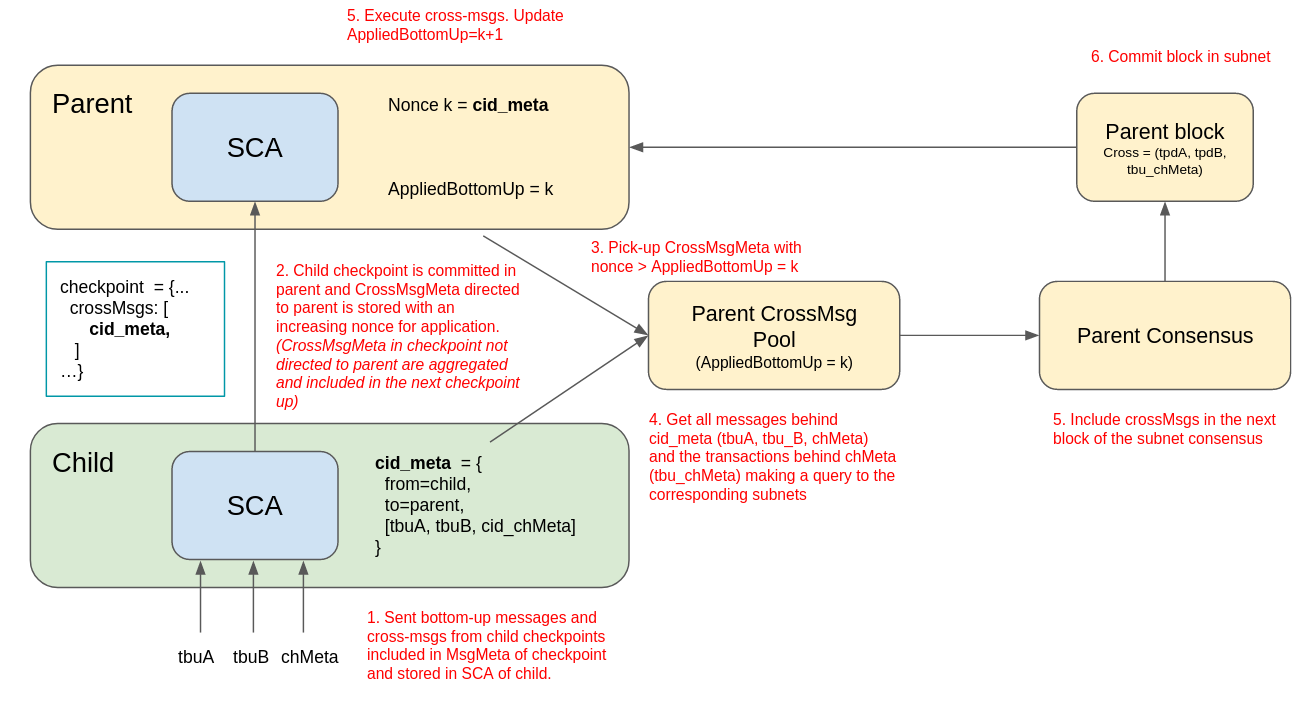 5. Execute cross-msgs. Update
AppliedBottomUp=k+1
6. Commit block in subnet
Parent
SCA
Nonce k = cid_meta
AppliedBottomUp = k
Parent block
Cross = (tpdA, tpdB,
tbu_chMeta)
checkpoint = {...
crossMsgs: [
cid_meta,
]
…}
2. Child checkpoint is committed in
parent and CrossMsgMeta directed
to parent is stored with an
increasing nonce for application.
(CrossMsgMeta in checkpoint not
directed to parent are aggregated
and included in the next checkpoint
up)
3. Pick-up CrossMsgMeta with
nonce > AppliedBottomUp = k
Parent CrossMsg
Pool
(AppliedBottomUp = k)
Parent Consensus
4. Get all messages behind
cid_meta (tbuA, tbu_B, chMeta)
and the transactions behind chMeta
(tbu_chMeta) making a query to the
corresponding subnets
5. Include crossMsgs in the next
block of the subnet consensus
Child
SCA
cid_meta = {
from=child,
to=parent,
[tbuA, tbuB, cid_chMeta]
}
tbuA tbuB chMeta
1. Sent bottom-up messages and
cross-msgs from child checkpoints
included in MsgMeta of checkpoint
and stored in SCA of child.